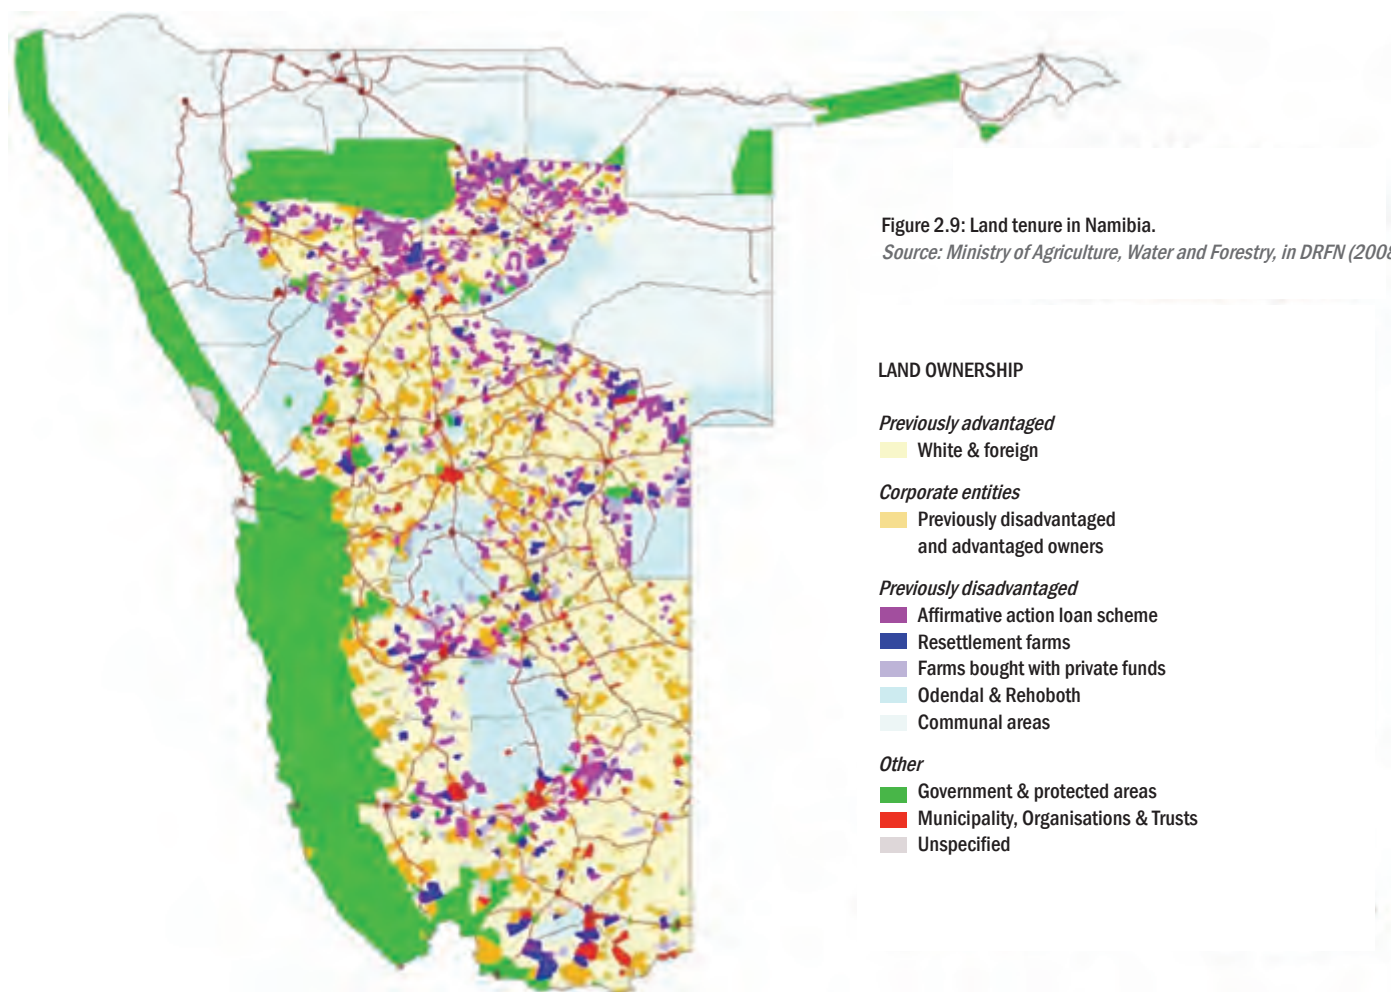 Figure 2.9: Land tenure in Namibia.
Source: Ministry of Agriculture, Water and Forestry, in DRFN (2008
LAND OWNERSHIP
Previously advantaged
White & foreign
Corporate entities
Previously disadvantaged
and advantaged owners
Previously disadvantaged
Affirmative action loan scheme
Resettlement farms
Farms bought with private funds
Odendal & Rehoboth
Communal areas
Other
Government & protected areas
Municipality, Organisations & Trusts
Unspecified